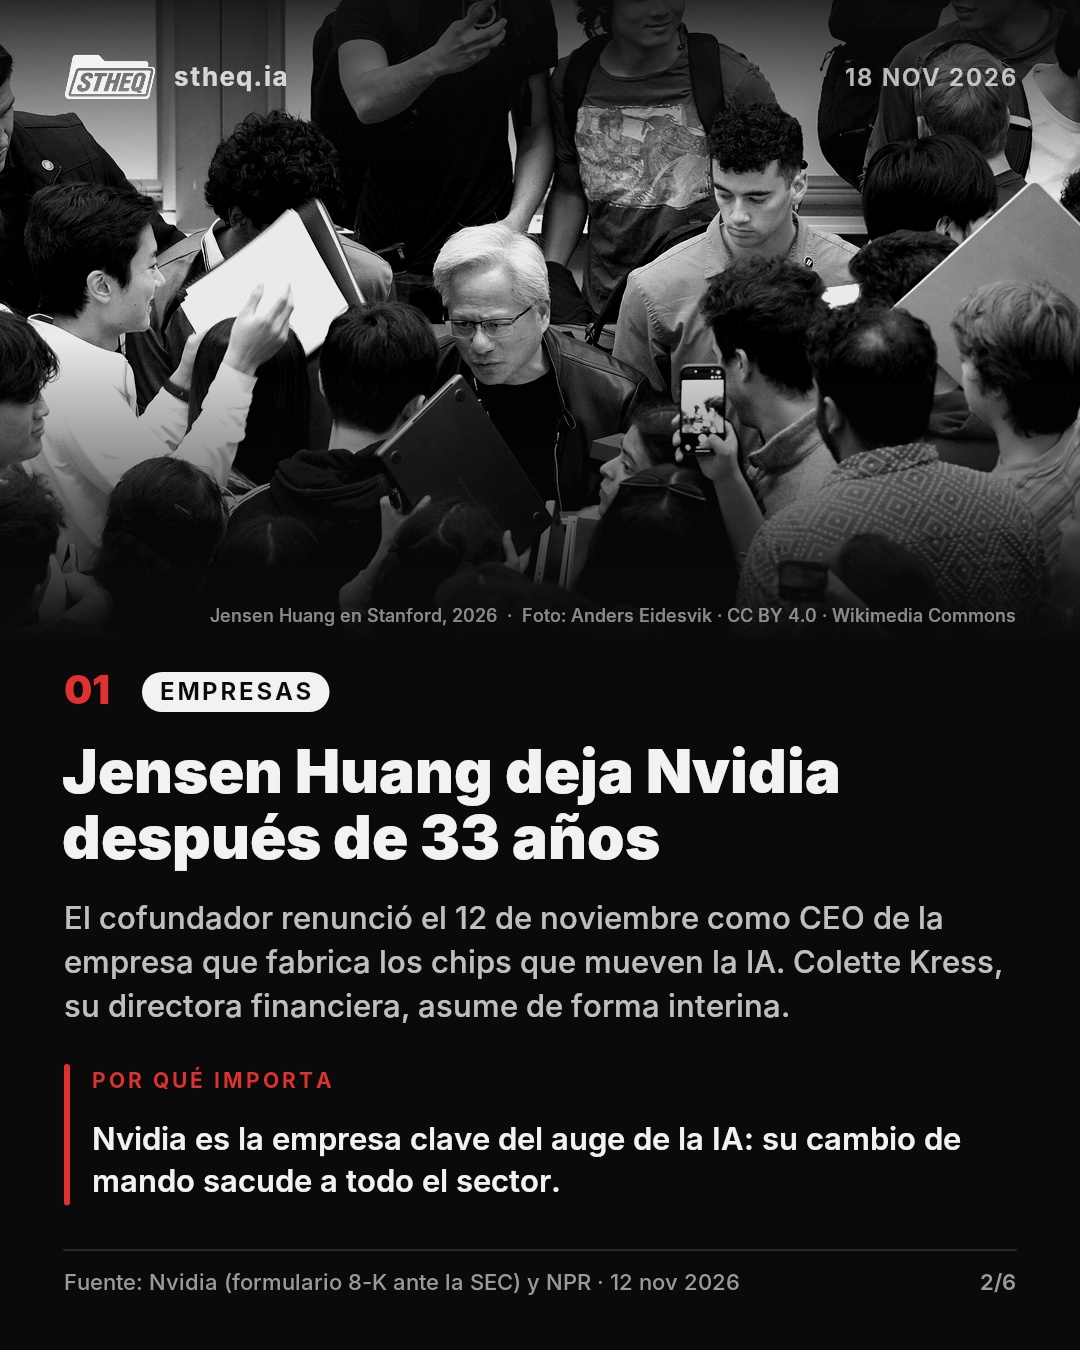 STHEQ stheq.ia
18 NOV 2026
Jensen Huang en Stanford, 2026 · Foto: Anders Eidesvik · CC BY 4.0 · Wikimedia Commons
01 EMPRESAS
Jensen Huang deja Nvidia
después de 33 años
El cofundador renunció el 12 de noviembre como CEO de la
empresa que fabrica los chips que mueven la IA. Colette Kress,
su directora financiera, asume de forma interina.
POR QUÉ IMPORTA
Nvidia es la empresa clave del auge de la IA: su cambio de
mando sacude a todo el sector.
Fuente: Nvidia (formulario 8-K ante la SEC) y NPR · 12 nov 2026
2/6